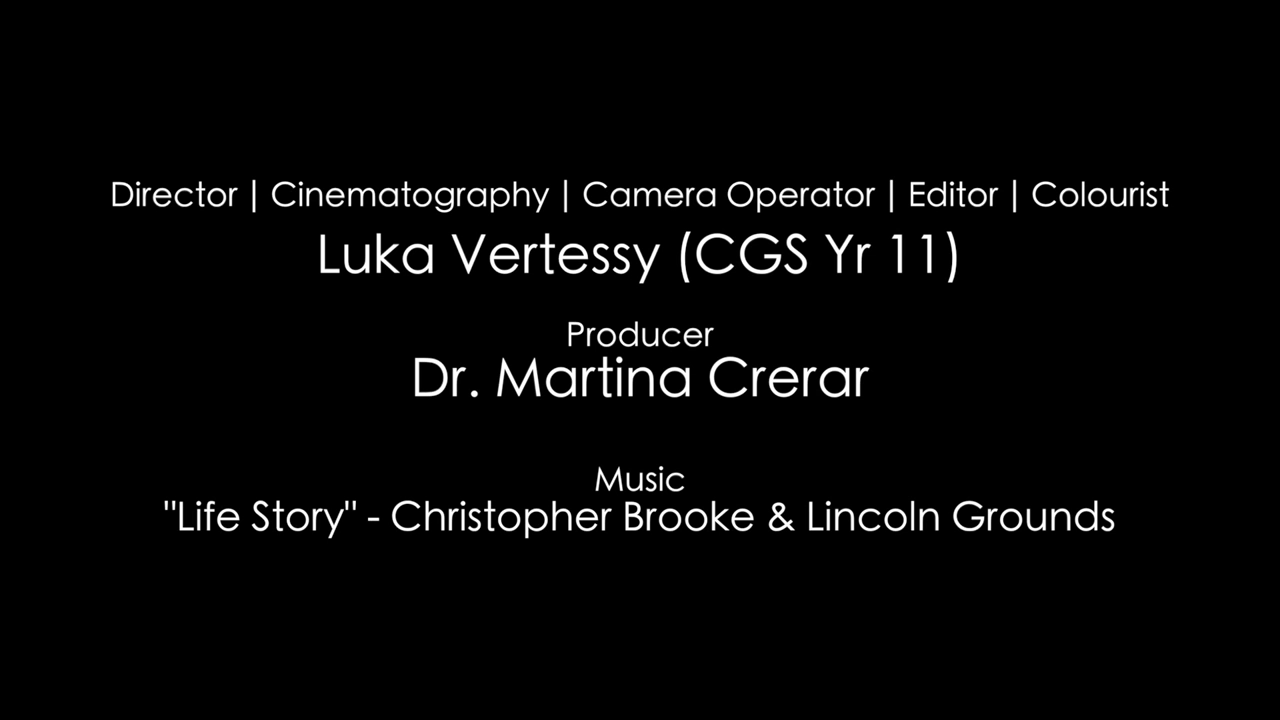 Director | Cinematography | Camera Operator | Editor | Colourist
Luka Vertessy (CGS Yr 11)
Producer
Dr. Martina Crerar
Music
"Life Story" - Christopher Brooke & Lincoln Grounds